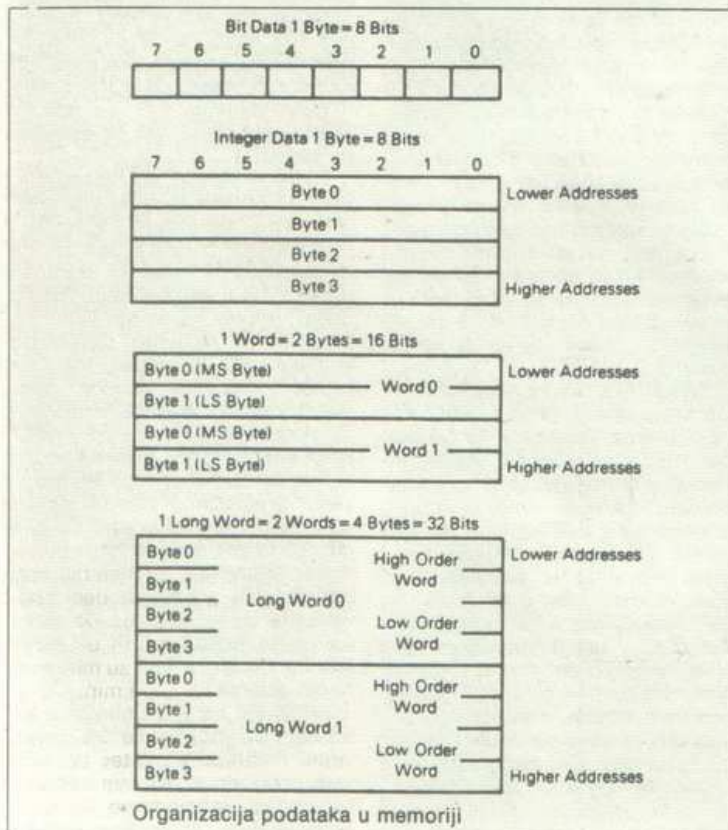 Bit Data 1 Byte = 8 Bits
7 6 5 4 3 2 1 0
Integer Data 1 Byte = 8 Bits
7 6 5 4 3 2 1 0
Byte 0 Lower Addresses
Byte 1
Byte 2
Byte 3 Higher Addresses
1 Word = 2 Bytes = 16 Bits
Byte 0 (MS Byte) Lower Addresses
Word 0
Byte 1 (LS Byte)
Byte 0 (MS Byte)
Word 1
Byte 1 (LS Byte) Higher Addresses
1 Long Word = 2 Words = 4 Bytes = 32 Bits
Byte 0 High Order Lower Addresses
Word
Byte 1
Long Word 0
Byte 2 Low Order
Word
Byte 3
Byte 0 High Order
Word
Byte 1
Long Word 1
Byte 2 Low Order
Word
Byte 3 Higher Addresses
Organizacija podataka u memoriji